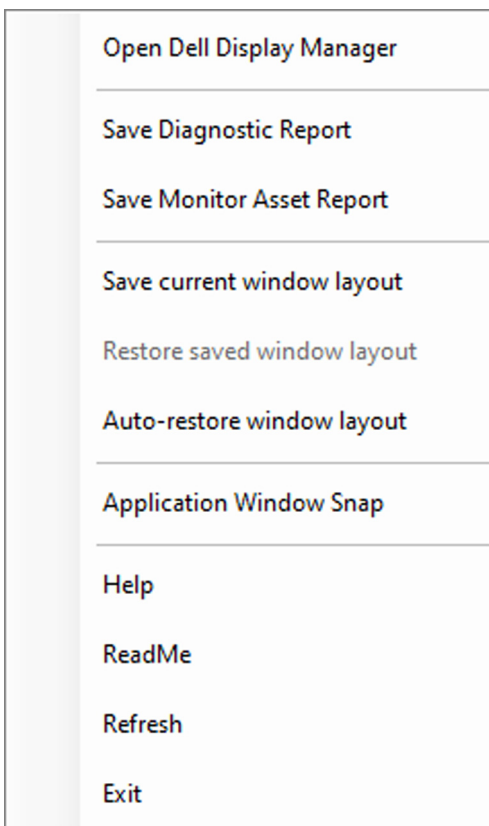 Open Dell Display Manager
Save Diagnostic Report
Save Monitor Asset Report
Save current window layout
Restore saved window layout
Auto-restore window layout
Application Window Snap
Help
ReadMe
Refresh
Exit